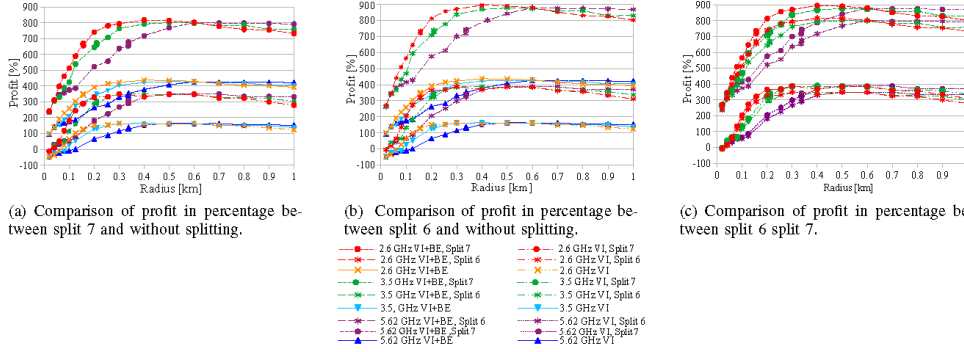 900
800
700
600
500
400
300
200
100
0
-100
Profit [%]
0 0.1 0.2 0.3 0.4 0.5 0.6 0.7 0.8 0.9 1
Radius [km]
900
800
700
600
500
400
300
200
100
0
-100
Profit [%]
0 0.1 0.2 0.3 0.4 0.5 0.6 0.7 0.8 0.9 1
Radius [km]
900
800
700
600
500
400
300
200
100
0
-100
Profit [%]
0 0.1 0.2 0.3 0.4 0.5 0.6 0.7 0.8 0.9
Radius [km]
(a) Comparison of profit in percentage be-
tween split 7 and without splitting.
(b) Comparison of profit in percentage be-
tween split 6 and without splitting.
(c) Comparison of profit in percentage be
tween split 6 split 7.
2.6 GHz VI+BE, Split7
2.6 GHz VI+BE, Split 6
2.6 GHz VI+BE
3.5 GHz VI+BE, Split7
3.5 GHz VI+BE, Split 6
3.5, GHz VI+BE
5.62 GHz VI+BE, Split 6
5.62 GHz VI+BE, Split7
5.62 GHz VI+BE
2.6 GHz VI, Split 7
2.6 GHz VI, Split 6
2.6 GHz VI
3.5 GHz VI, Split 7
3.5 GHz VI, Split 6
3.5 GHz VI
5.62 GHz VI, Split 6
5.62 GHz VI, Split 7
5.62 GHz VI